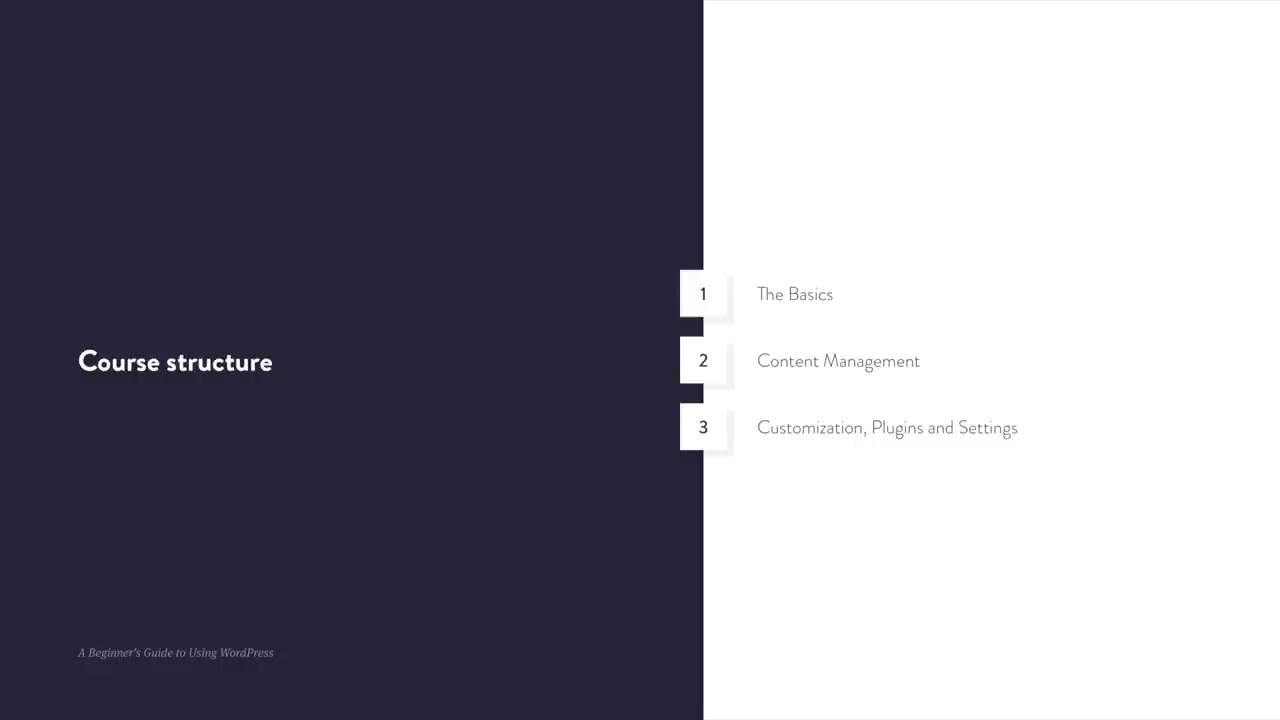 Course structure
1 The Basics
2 Content Management
3 Customization, Plugins and Settings
A Beginner's Guide to Using WordPress